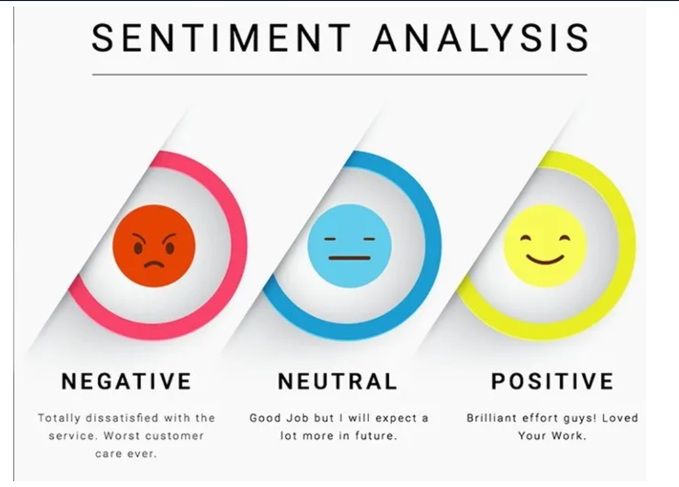 SENTIMENT ANALYSIS
NEGATIVE
Totally dissatisfied with the
service. Worst customer
care ever.
NEUTRAL
Good Job but I will expect a
lot more in future.
POSITIVE
Brilliant effort guys! Loved
Your Work.